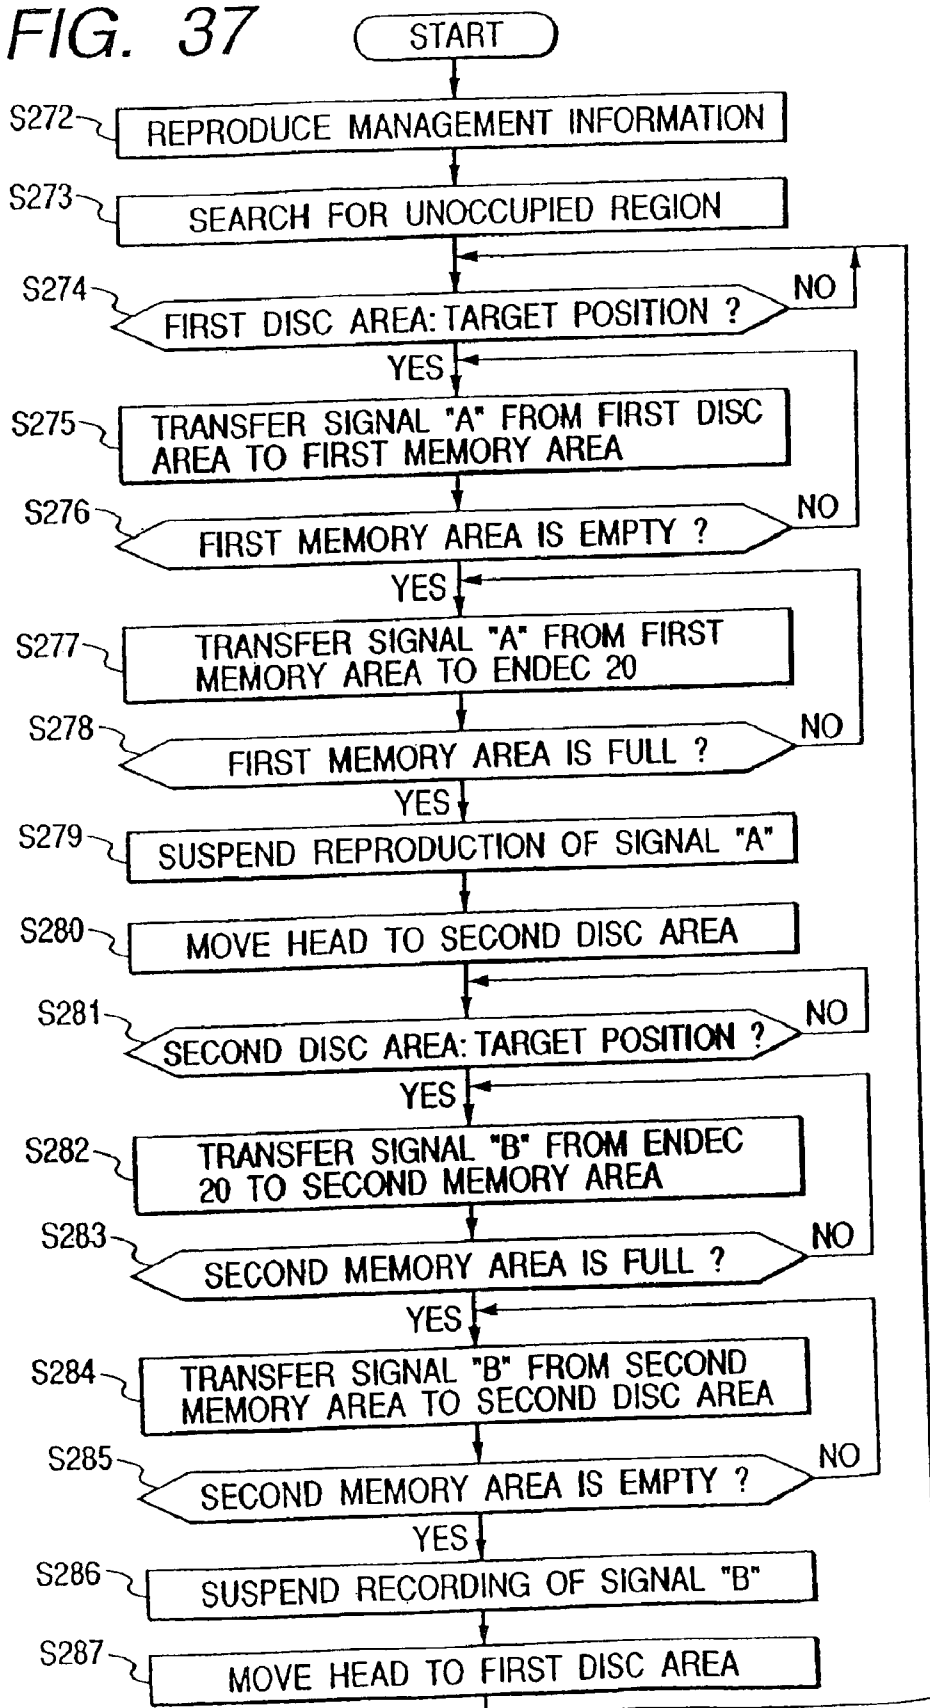 FIG. 37
START
S272
REPRODUCE MANAGEMENT INFORMATION
S273
SEARCH FOR UNOCCUPIED REGION
S274
FIRST DISC AREA: TARGET POSITION ?
NO
YES
S275
TRANSFER SIGNAL "A" FROM FIRST DISC
AREA TO FIRST MEMORY AREA
S276
FIRST MEMORY AREA IS EMPTY ?
NO
YES
S277
TRANSFER SIGNAL "A" FROM FIRST
MEMORY AREA TO ENDEC 20
S278
FIRST MEMORY AREA IS FULL ?
NO
YES
S279
SUSPEND REPRODUCTION OF SIGNAL "A"
S280
MOVE HEAD TO SECOND DISC AREA
S281
SECOND DISC AREA: TARGET POSITION ?
NO
YES
S282
TRANSFER SIGNAL "B" FROM ENDEC
20 TO SECOND MEMORY AREA
S283
SECOND MEMORY AREA IS FULL ?
NO
YES
S284
TRANSFER SIGNAL "B" FROM SECOND
MEMORY AREA TO SECOND DISC AREA
S285
SECOND MEMORY AREA IS EMPTY ?
NO
YES
S286
SUSPEND RECORDING OF SIGNAL "B"
S287
MOVE HEAD TO FIRST DISC AREA